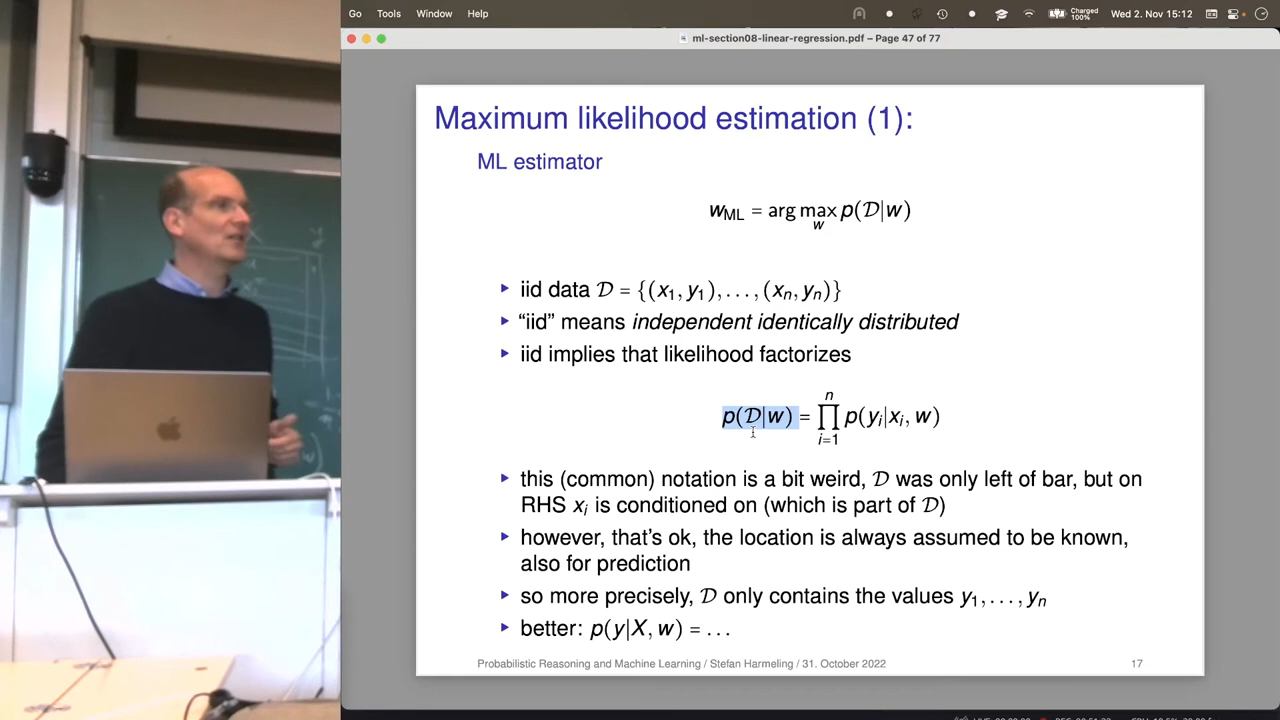 Go Tools Window Help Charged 100% Wed 2. Nov 15:12
ml-section08-linear-regression.pdf – Page 47 of 77
Maximum likelihood estimation (1):
ML estimator
w_ML = arg max_w p(𝒟|w)
▸ iid data 𝒟 = {(x₁, y₁), . . . , (xₙ, yₙ)}
▸ “iid” means independent identically distributed
▸ iid implies that likelihood factorizes
p(𝒟|w) = ∏_{i=1}^{n} p(yᵢ|xᵢ, w)
▸ this (common) notation is a bit weird, 𝒟 was only left of bar, but on
RHS xᵢ is conditioned on (which is part of 𝒟)
▸ however, that’s ok, the location is always assumed to be known,
also for prediction
▸ so more precisely, 𝒟 only contains the values y₁, . . . , yₙ
▸ better: p(y|X, w) = . . .
Probabilistic Reasoning and Machine Learning / Stefan Harmeling / 31. October 2022 17